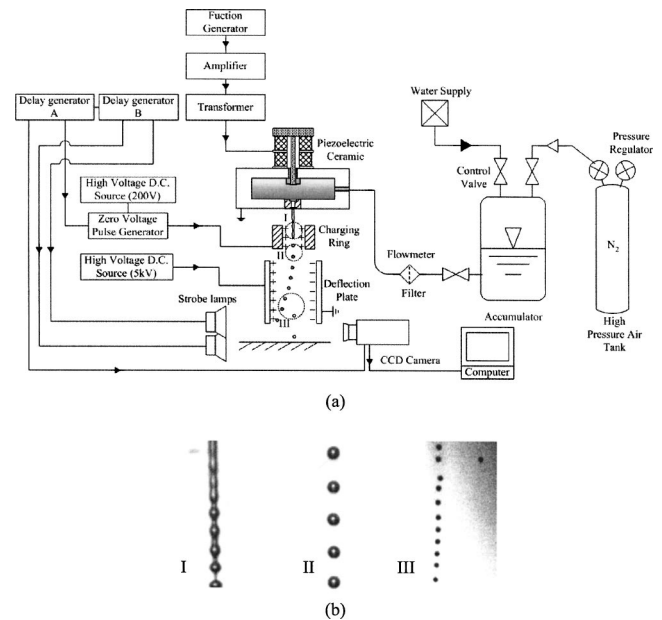 Fuction
Generator
Amplifier
Transformer
Delay generator
A
Delay generator
B
Water Supply
Pressure
Regulator
Piezoelectric
Ceramic
Control
Valve
High Voltage D.C.
Source (200V)
Zero Voltage
Pulse Generator
I
Charging
Ring
II
N2
Flowmeter
High Voltage D.C.
Source (5kV)
Deflection
Plate
Filter
Strobe lamps
III
Accumulator
High
Pressure Air
Tank
CCD Camera
Computer
(a)
I
II
III
(b)